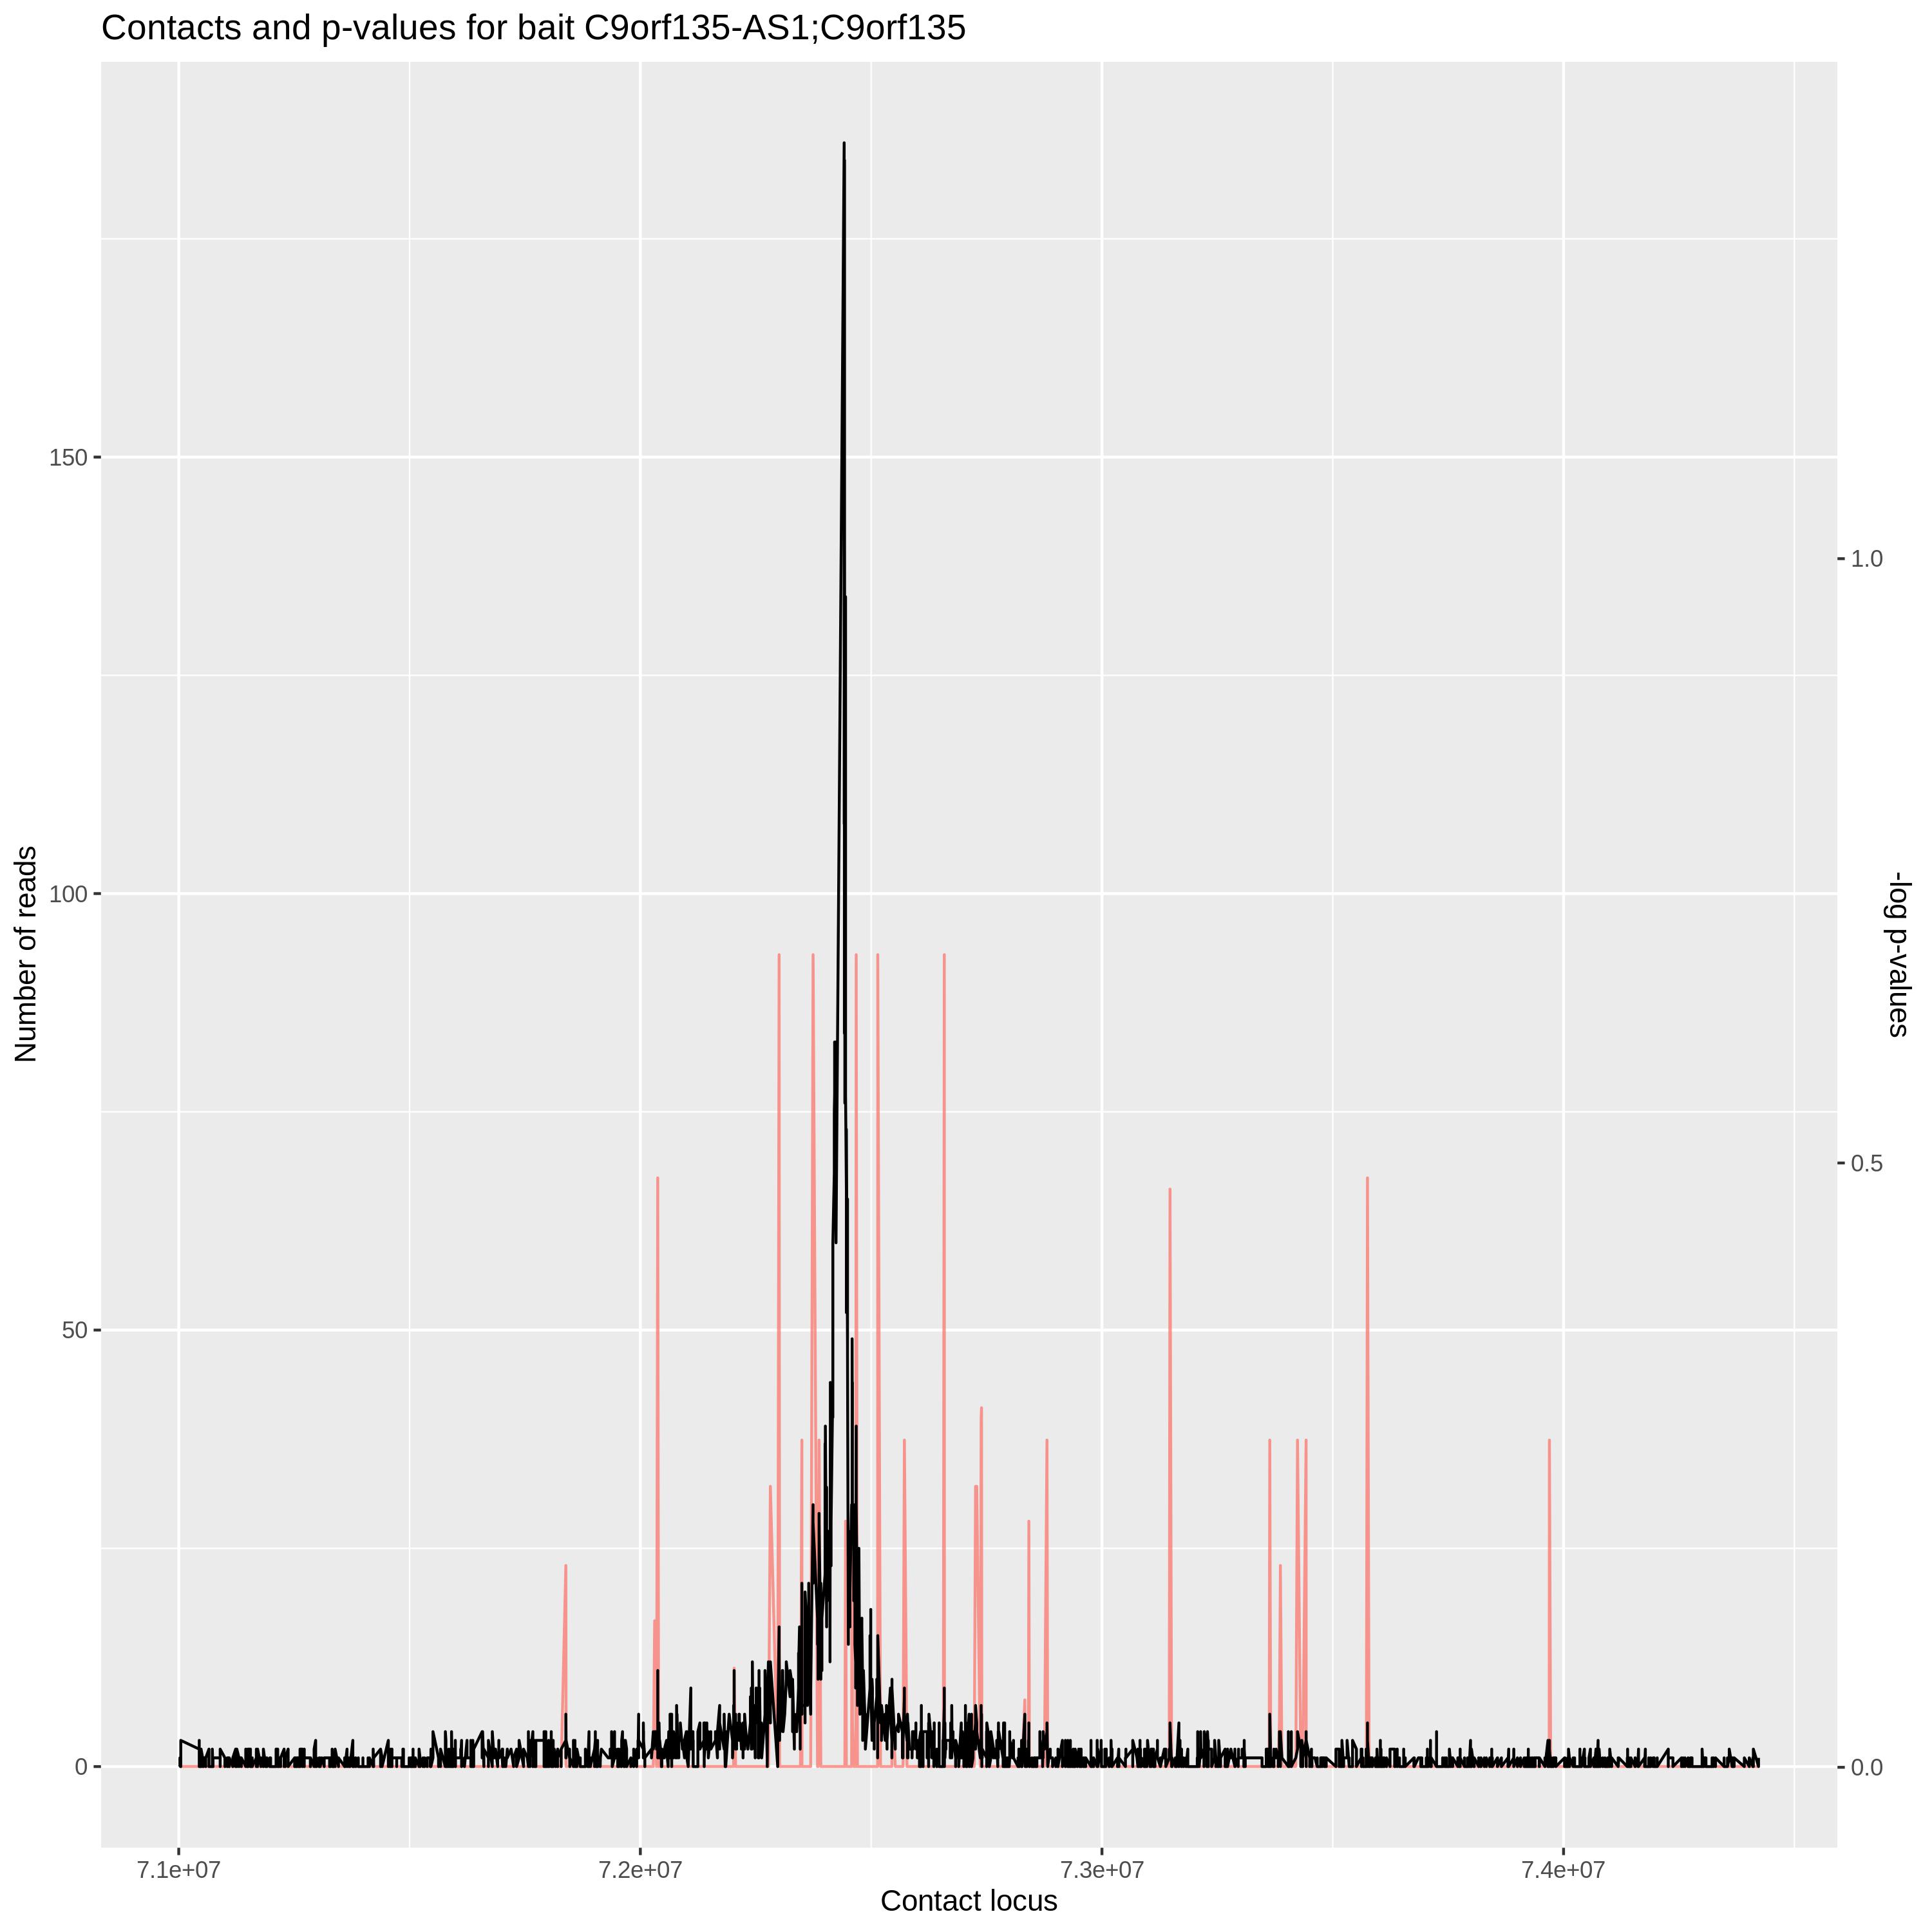 Contacts and p-values for bait C9orf135-AS1;C9orf135
Number of reads
150
100
50
0
1.0
0.5
0.0
-log p-values
7.1e+07
7.2e+07
7.3e+07
7.4e+07
Contact locus